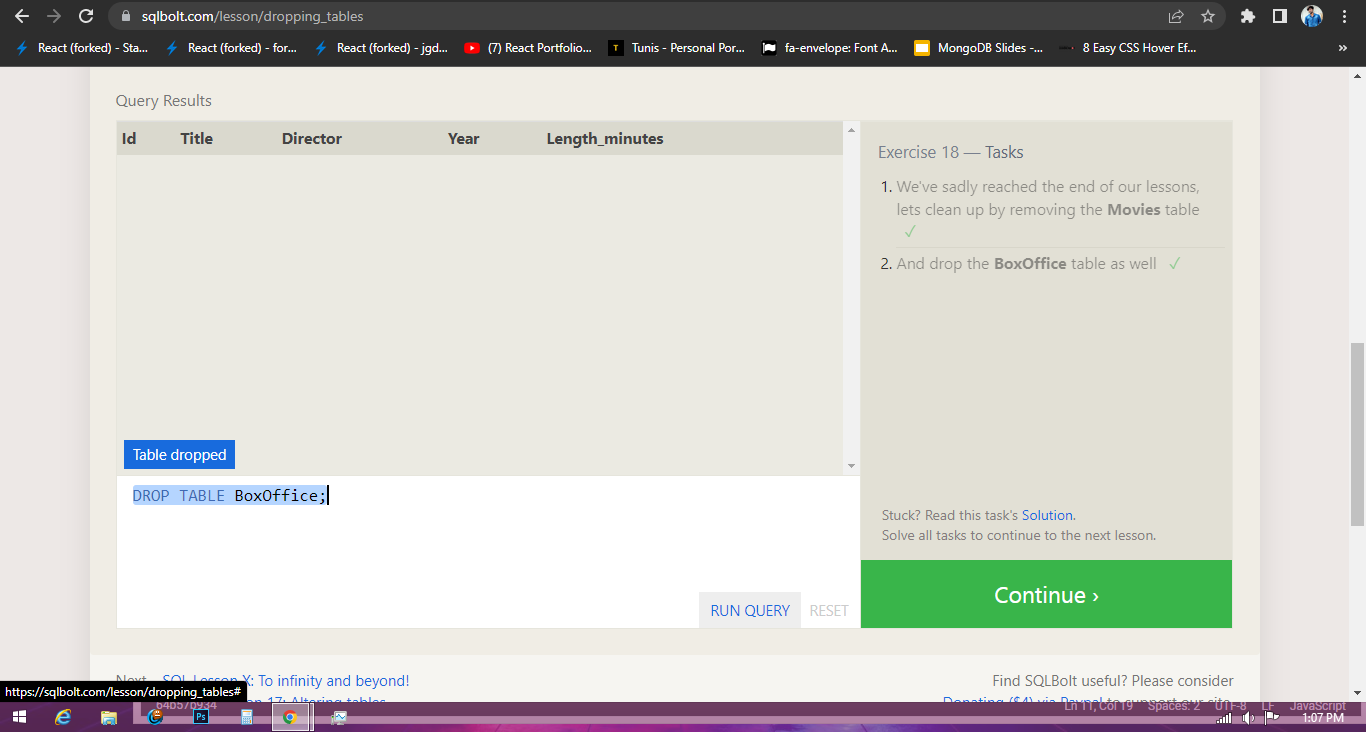 sqlbolt.com/lesson/dropping_tables
React (forked) - Sta... React (forked) - for... React (forked) - jgd... (7) React Portfolio... T Tunis - Personal Por... fa-envelope: Font A... MongoDB Slides -... 8 Easy CSS Hover Ef... »
Query Results
Id Title Director Year Length_minutes
Table dropped
DROP TABLE BoxOffice;
RUN QUERY RESET
Exercise 18 — Tasks
1. We've sadly reached the end of our lessons,
lets clean up by removing the Movies table
✓
2. And drop the BoxOffice table as well ✓
Stuck? Read this task's Solution.
Solve all tasks to continue to the next lesson.
Continue ›
Next – SQL Lesson X: To infinity and beyond!
17: Altering tables
Find SQLBolt useful? Please consider
Donating ($4) via Paypal to support our site
https://sqlbolt.com/lesson/dropping_tables#
64b57b934
Ps
Ln 11, Col 19 Spaces: 2 UTF-8 LF JavaScript
1:07 PM